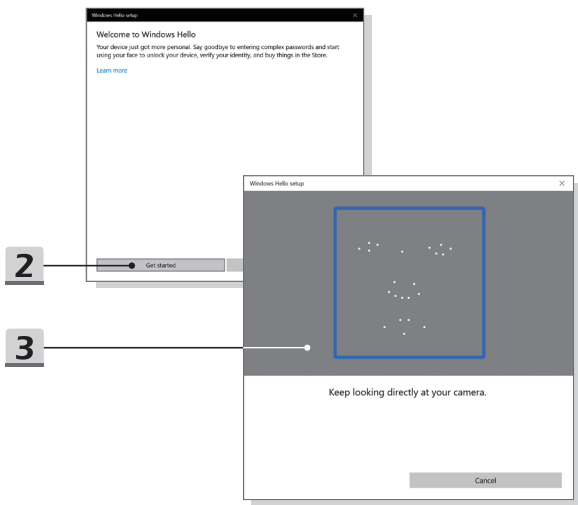 Windows Hello setup
Welcome to Windows Hello
Your device just got more personal. Say goodbye to entering complex passwords and start
using your face to unlock your device, verify your identity, and buy things in the Store.
Learn more
2
Get started
Windows Hello setup
3
Keep looking directly at your camera.
Cancel